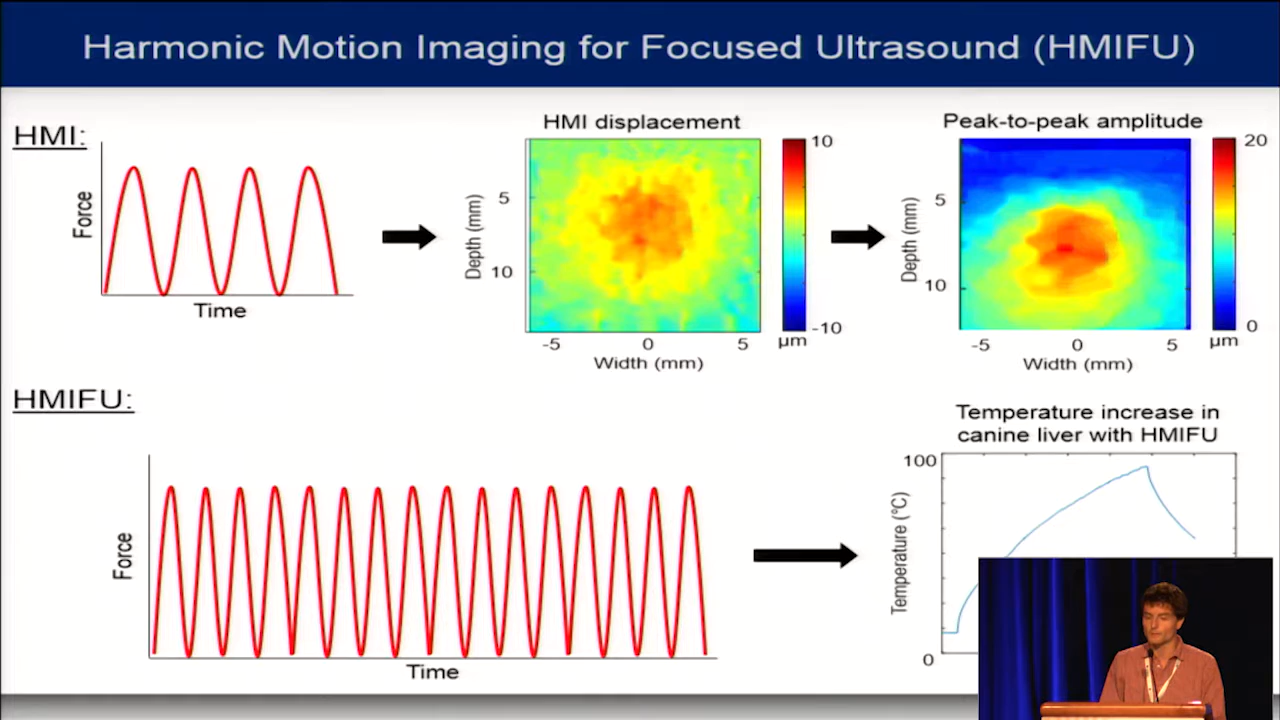 Harmonic Motion Imaging for Focused Ultrasound (HMIFU)
HMI:
Force
Time
HMI displacement
Depth (mm)
5
10
-5
0
5
Width (mm)
10
-10
µm
Peak-to-peak amplitude
Depth (mm)
5
10
-5
0
5
Width (mm)
20
0
µm
HMIFU:
Force
Time
Temperature increase in
canine liver with HMIFU
Temperature (°C)
100
0